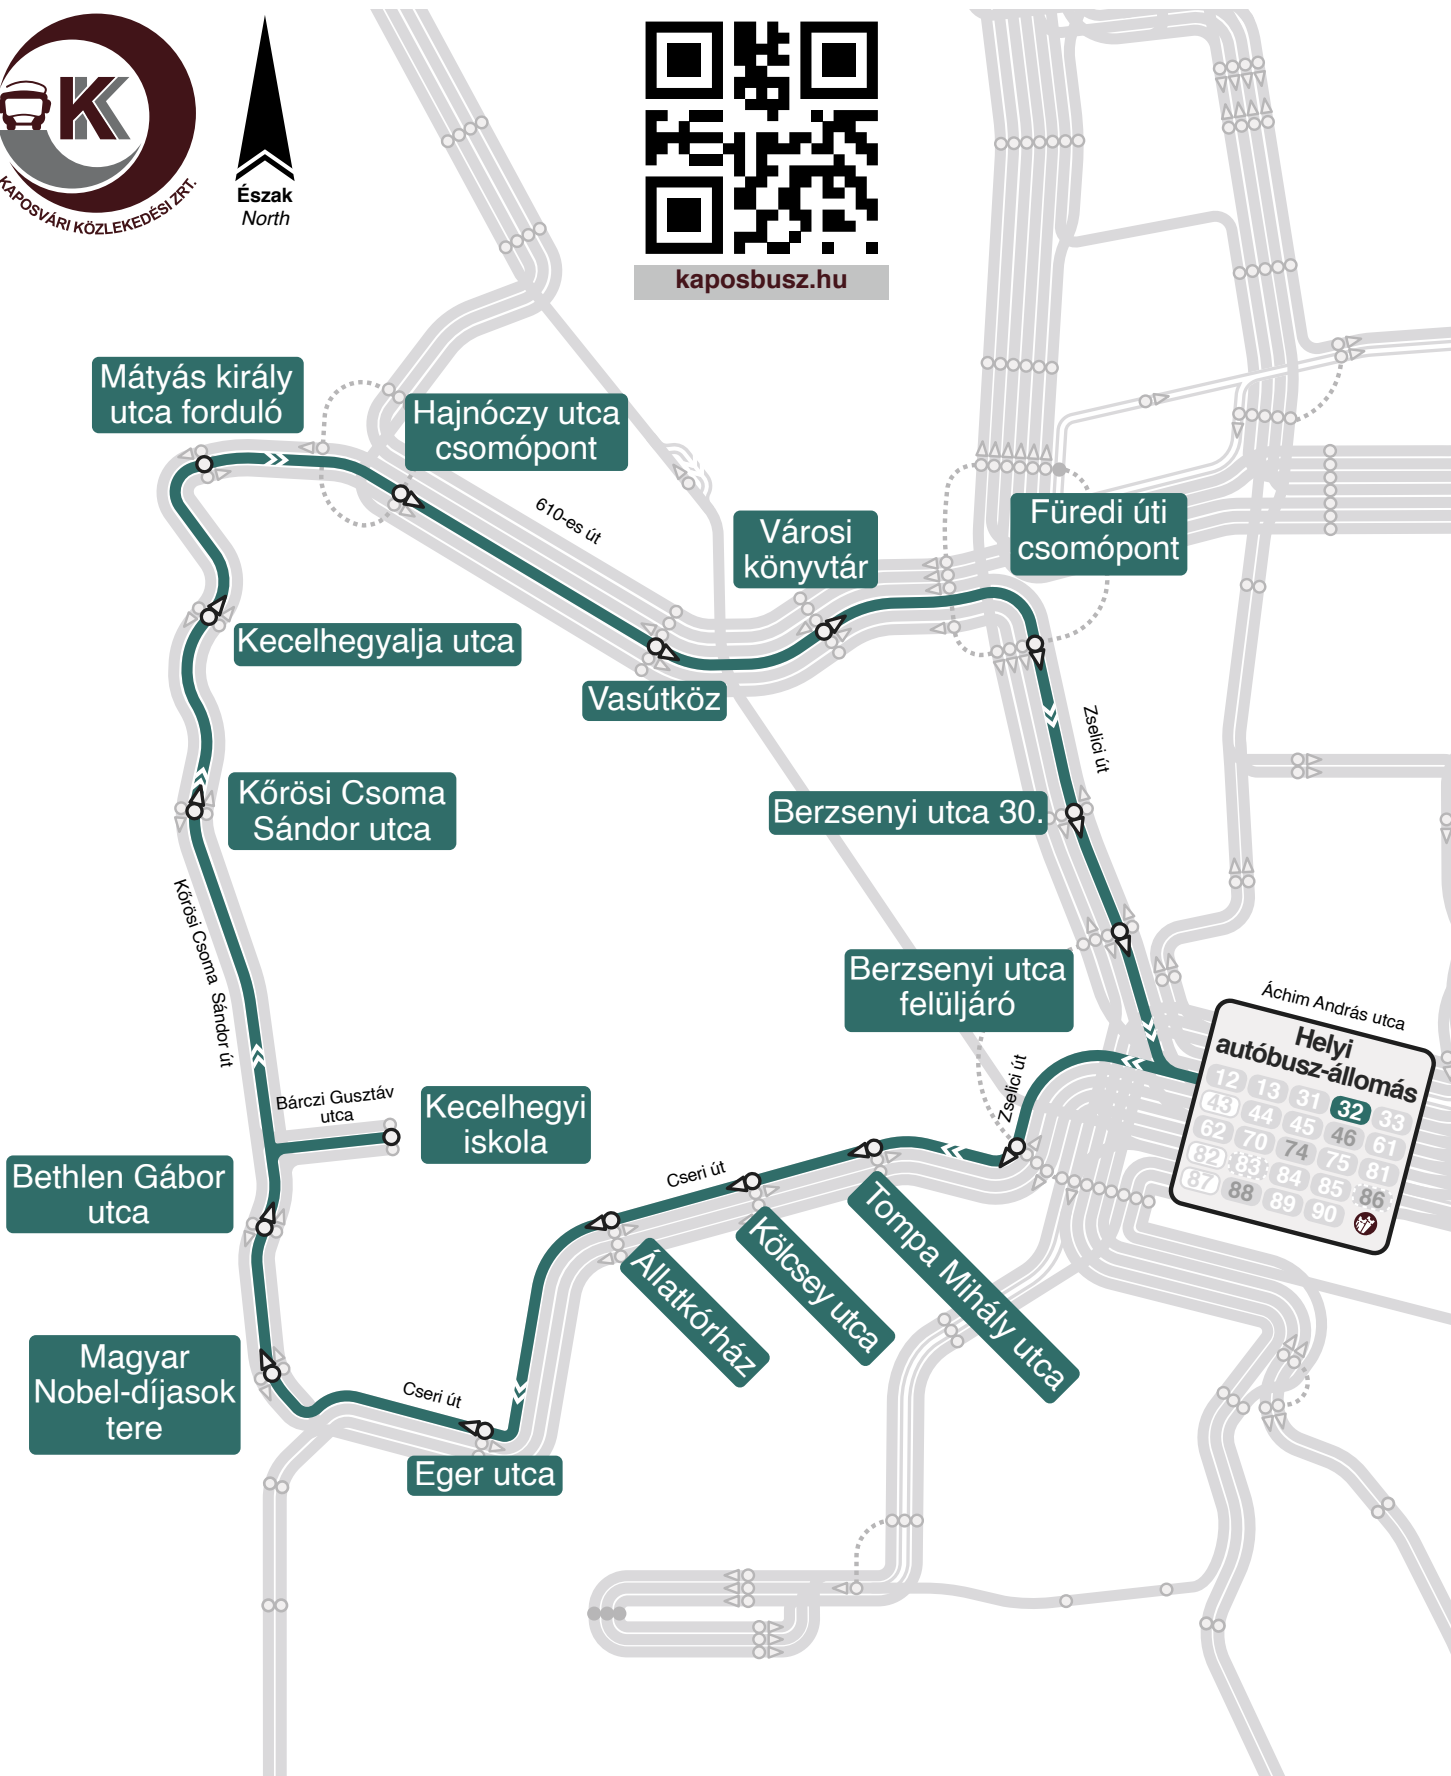 KAPOSVÁRI KÖZLEKEDÉSI ZRT.
Észak
North
kaposbusz.hu
Mátyás király
utca forduló
Hajnóczy utca
csomópont
610-es út
Városi
könyvtár
Füredi úti
csomópont
Kecelhegyalja utca
Vasútköz
Zselici út
Kőrösi Csoma
Sándor utca
Berzsenyi utca 30.
Kőrösi Csoma Sándor út
Berzsenyi utca
felüljáró
Áchim András utca
Helyi
autóbusz-állomás
12 13 31 32 33
43 44 45 46 61
62 70 74 75 81
82 83 84 85 86
87 88 89 90
Zselici út
Bárczi Gusztáv
utca
Kecelhegyi
iskola
Bethlen Gábor
utca
Cseri út
Tompa Mihály utca
Kölcsey utca
Állatkórház
Magyar
Nobel-díjasok
tere
Cseri út
Eger utca